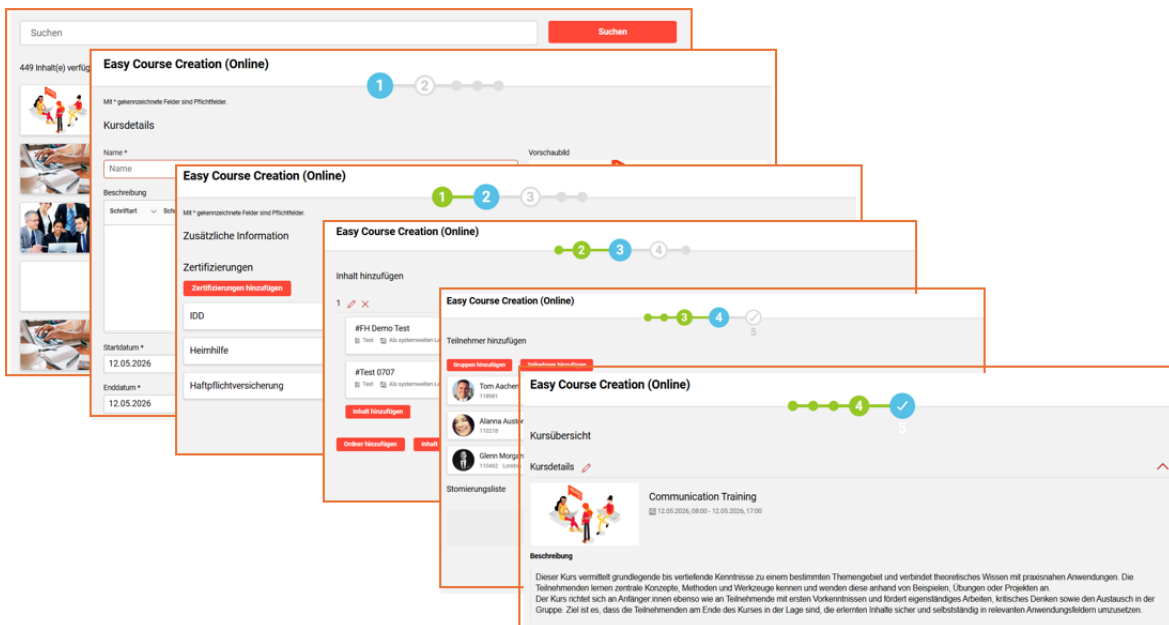 Suchen
Suchen
449 Inhalt(e) verfüg
Easy Course Creation (Online)
1
2
Mit * gekennzeichnete Felder sind Pflichtfelder.
Kursdetails
Name *
Vorschaubild
Name
Beschreibung
Schriftart
Startdatum *
12.05.2026
Enddatum *
12.05.2026
Easy Course Creation (Online)
1
2
3
Mit * gekennzeichnete Felder sind Pflichtfelder.
Zusätzliche Information
Zertifizierungen
Zertifizierungen hinzufügen
IDD
Heimhilfe
Haftpflichtversicherung
Easy Course Creation (Online)
2
3
4
Inhalt hinzufügen
1
#FH Demo Test
Test Als systemweiten
#Test 0707
Test Als systemweiten
Inhalt hinzufügen
Ordner hinzufügen
Inhalt
Easy Course Creation (Online)
3
4
5
Teilnehmer hinzufügen
Gruppen hinzufügen
Teilnehmer hinzufügen
Tom Aachen
118981
Alanna Auster
110218
Glenn Morgan
110462 London
Stornierungsliste
Easy Course Creation (Online)
4
5
Kursübersicht
Kursdetails
Communication Training
12.05.2026, 08:00 - 12.05.2026, 17:00
Beschreibung
Dieser Kurs vermittelt grundlegende bis vertiefende Kenntnisse zu einem bestimmten Themengebiet und verbindet theoretisches Wissen mit praxisnahen Anwendungen. Die
Teilnehmenden lernen zentrale Konzepte, Methoden und Werkzeuge kennen und wenden diese anhand von Beispielen, Übungen oder Projekten an.
Der Kurs richtet sich an Anfänger:innen ebenso wie an Teilnehmende mit ersten Vorkenntnissen und fördert eigenständiges Arbeiten, kritisches Denken sowie den Austausch in der
Gruppe. Ziel ist es, dass die Teilnehmenden am Ende des Kurses in der Lage sind, die erlernten Inhalte sicher und selbstständig in relevanten Anwendungsfeldern umzusetzen.